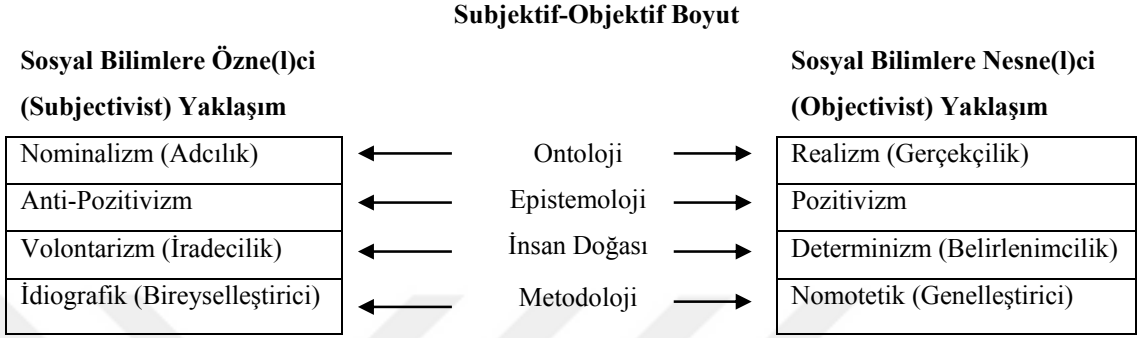 Subjektif-Objektif Boyut
Sosyal Bilimlere Özne(l)ci
(Subjectivist) Yaklaşım
Sosyal Bilimlere Nesne(l)ci
(Objectivist) Yaklaşım
Nominalizm (Adcılık) Ontoloji Realizm (Gerçekçilik)
Anti-Pozitivizm Epistemoloji Pozitivizm
Volontarizm (İradecilik) İnsan Doğası Determinizm (Belirlenimcilik)
İdiografik (Bireyselleştirici) Metodoloji Nomotetik (Genelleştirici)